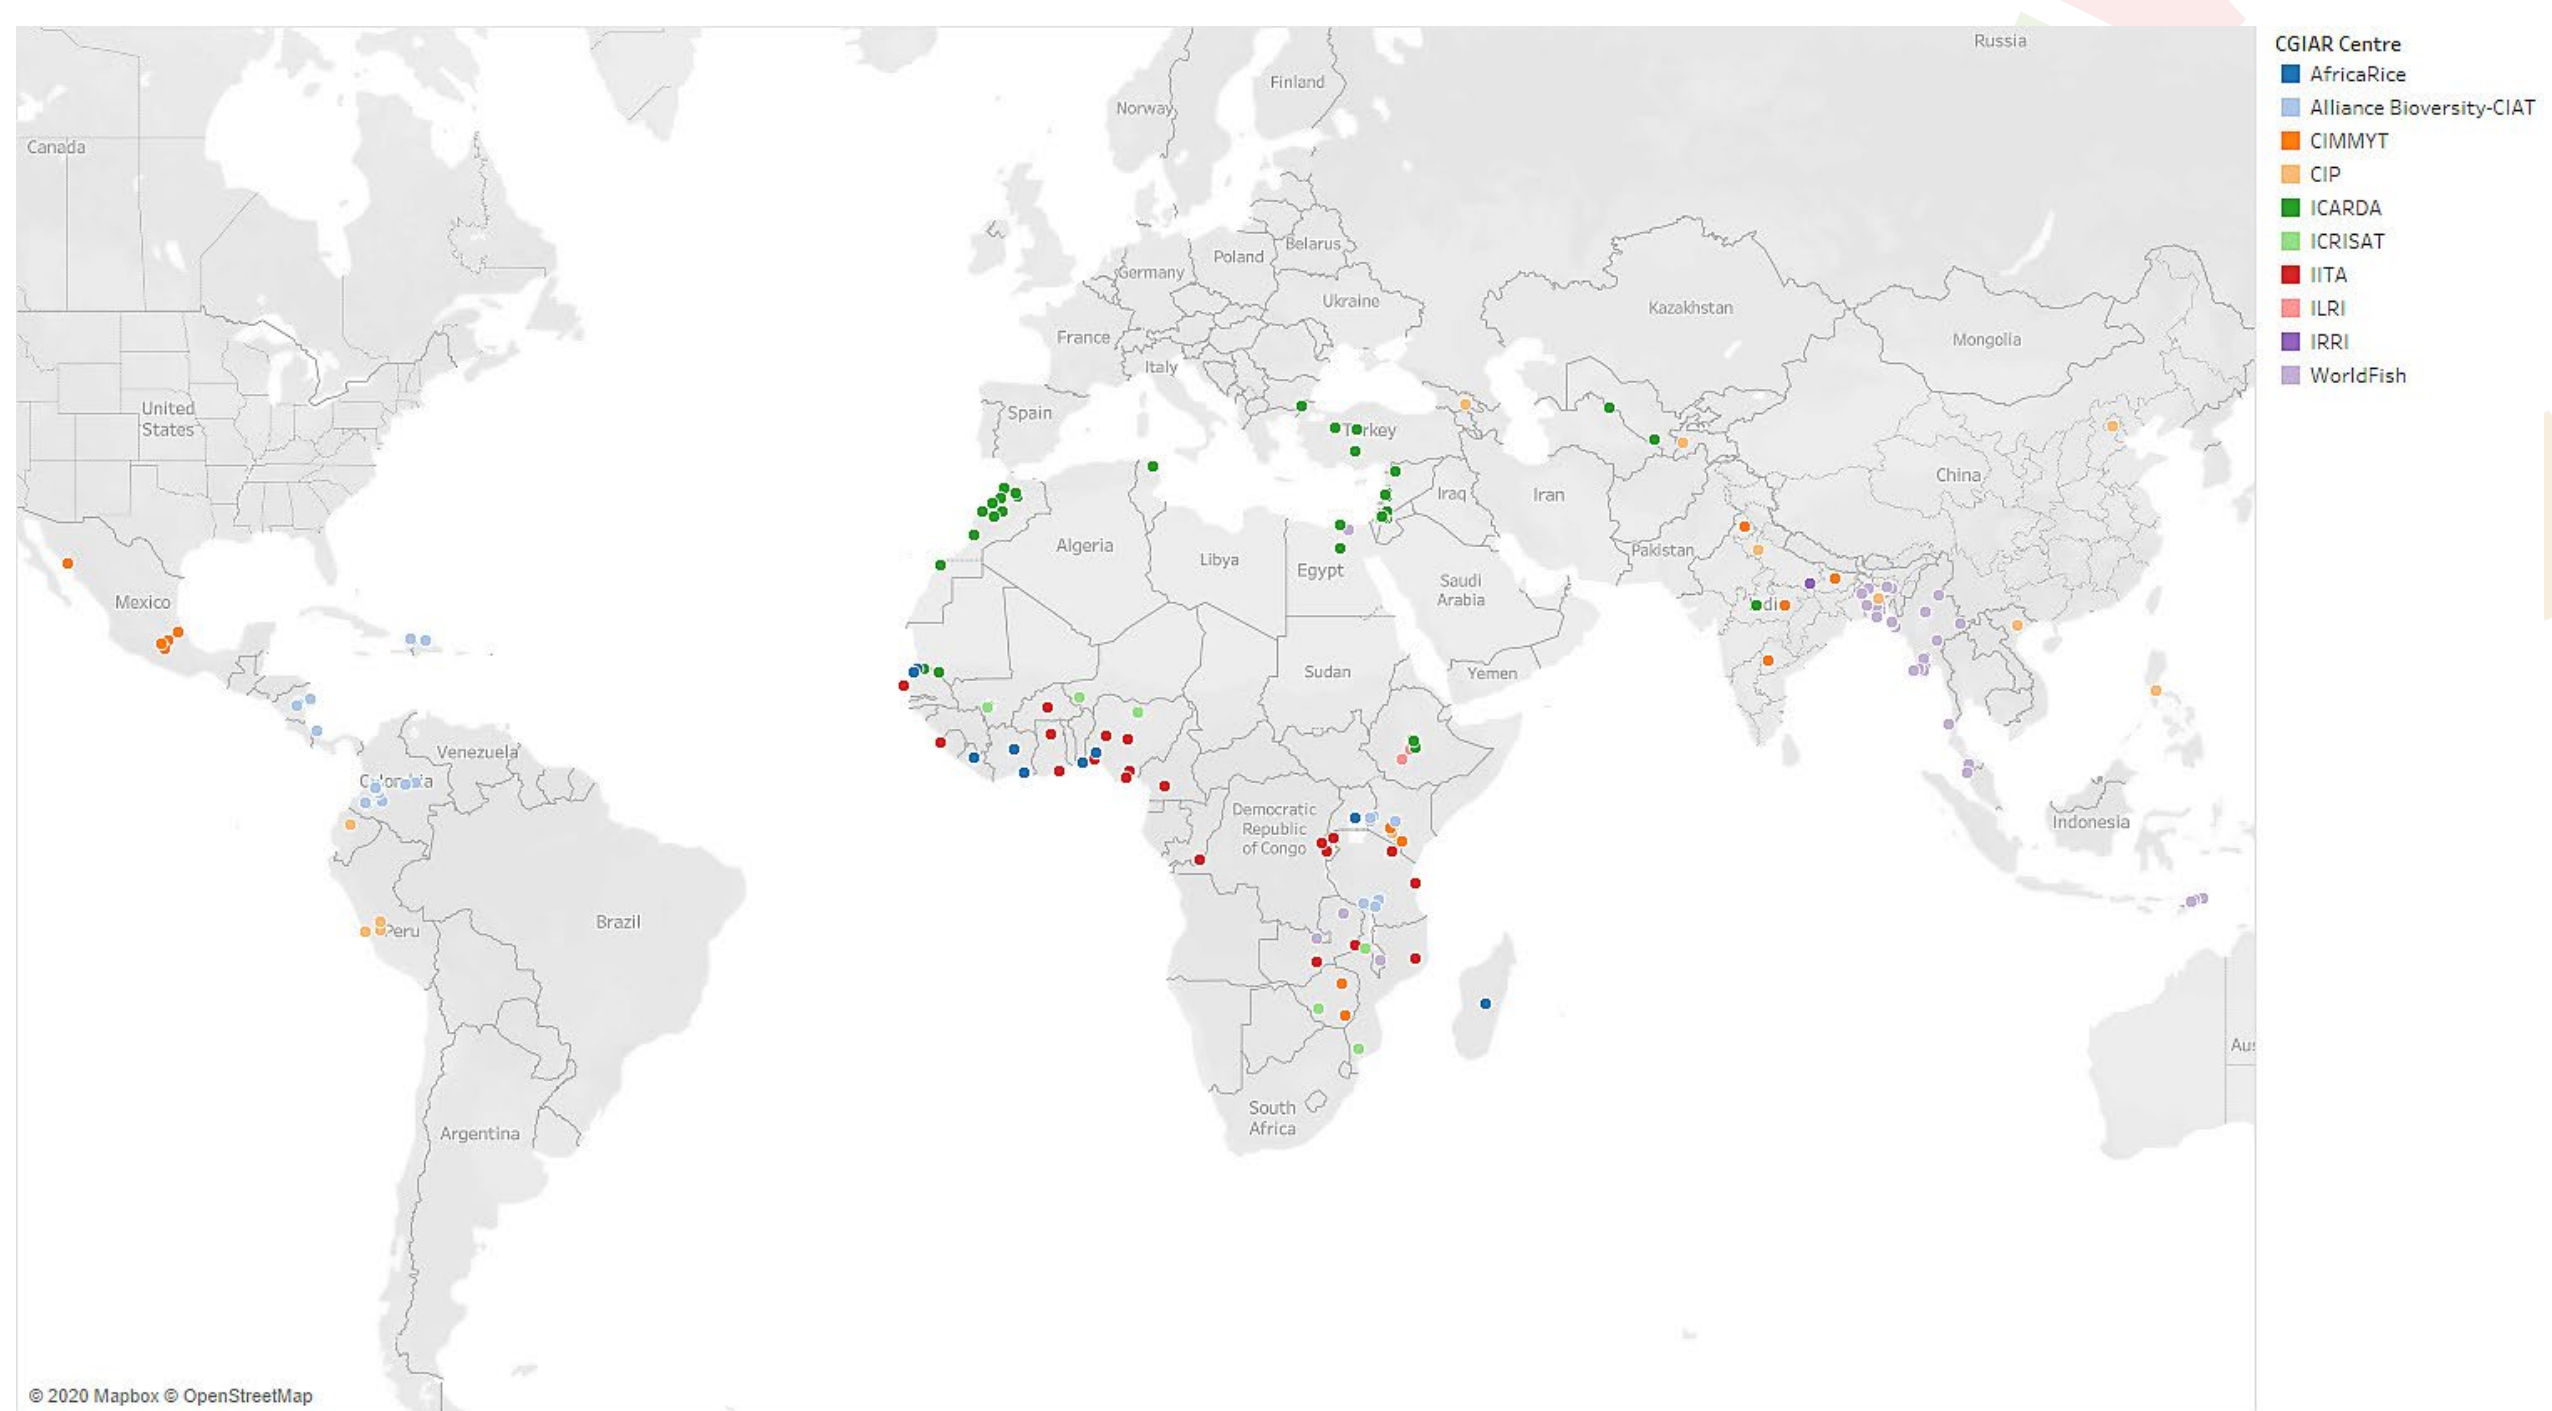 Russia
Finland
Norway
Canada
Belarus
Poland
Germany
Ukraine
Kazakhstan
France
Mongolia
Italy
United
States
Spain
Turkey
China
Iraq
Iran
Algeria
Pakistan
Libya
Egypt
Saudi
Arabia
Mexico
India
Sudan
Yemen
Venezuela
Colombia
Democratic
Republic
of Congo
Indonesia
Brazil
Peru
South
Africa
Argentina
© 2020 Mapbox © OpenStreetMap
CGIAR Centre
AfricaRice
Alliance Bioversity-CIAT
CIMMYT
CIP
ICARDA
ICRISAT
IITA
ILRI
IRRI
WorldFish